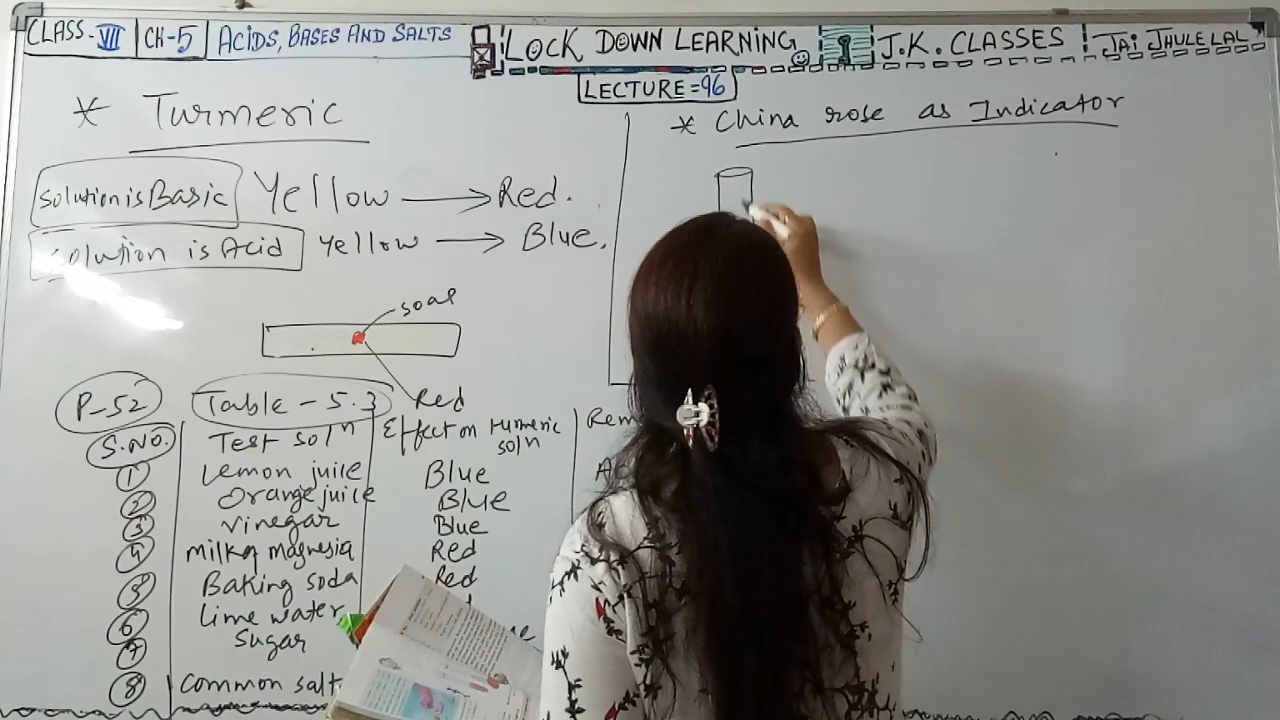 CLASS-VII CH-5 ACIDS, BASES AND SALTS LOCK DOWN LEARNING J.K. CLASSES JAI JHULELAL
LECTURE=96
* Turmeric
Solution is Basic Yellow → Red.
Solution is Acid Yellow → Blue.
soap
Red
P-52 Table - 5.3
S.NO. Test solⁿ Effect on turmeric solⁿ Rem
1 Lemon juice Blue
2 Orange juice Blue
3 Vinegar Blue
4 milk of magnesia Red
5 Baking soda Red
6 Lime water
7 Sugar
8 Common salt
* China rose as Indicator